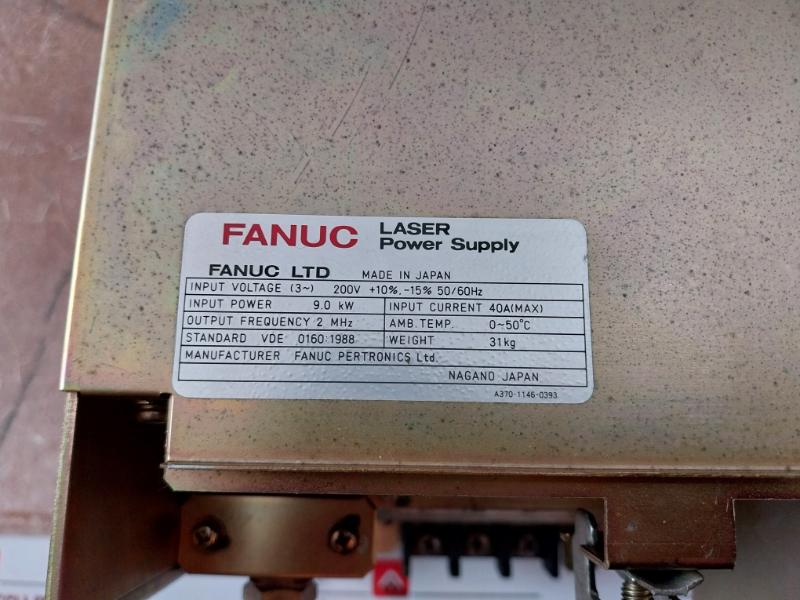 FANUC LASER
Power Supply
FANUC LTD MADE IN JAPAN
INPUT VOLTAGE (3~) 200V +10%,-15% 50/60Hz
INPUT POWER 9.0 kW INPUT CURRENT 40A(MAX)
OUTPUT FREQUENCY 2 MHz AMB.TEMP. 0~50°C
STANDARD VDE 0160:1988 WEIGHT 31kg
MANUFACTURER FANUC PERTRONICS Ltd.
NAGANO JAPAN
A370-1146-0393